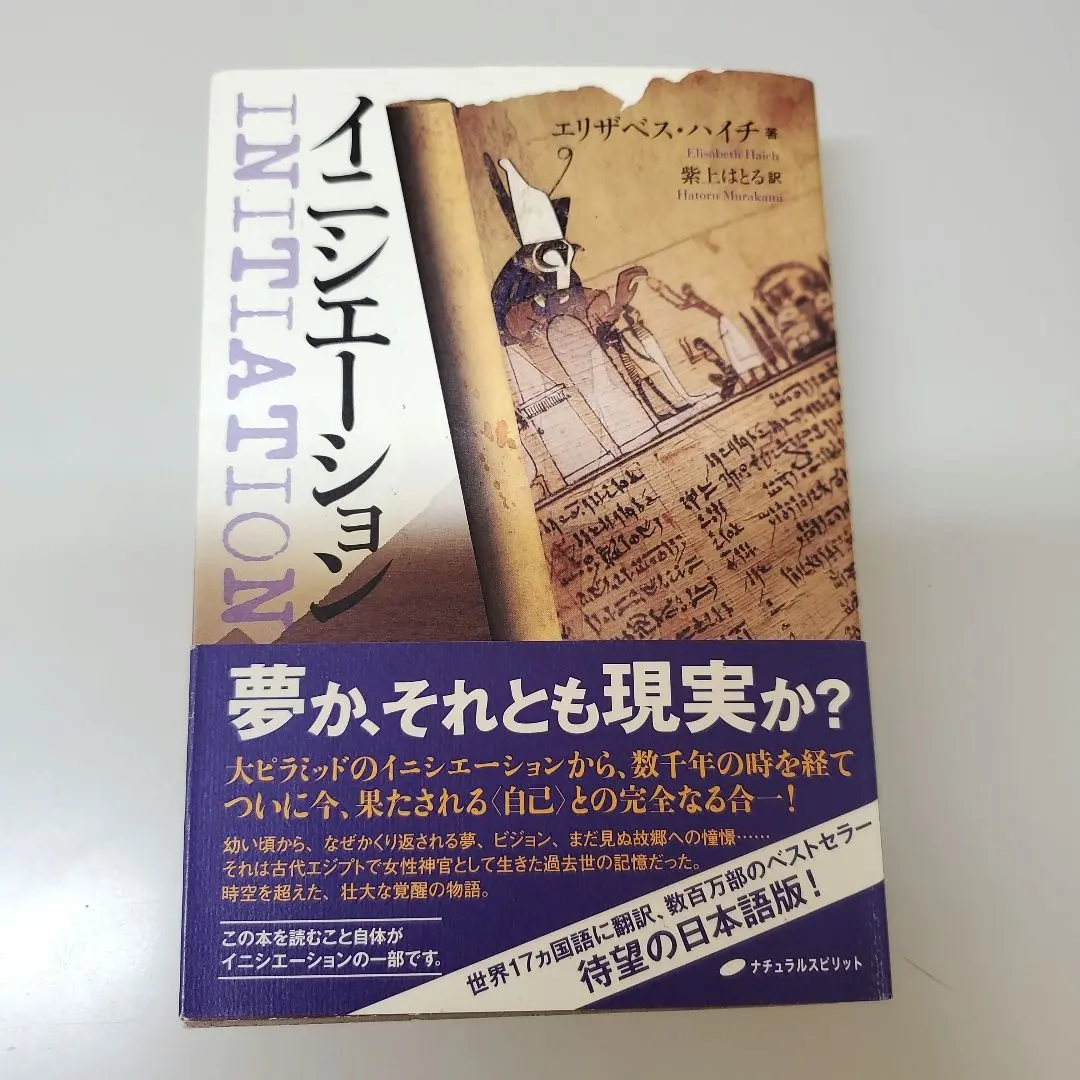 イニシエーション
INITIATION
エリザベス・ハイチ 著
Elisabeth Haich
紫上はとる 訳
Hatoru Murakami
夢か、それとも現実か?
大ピラミッドのイニシエーションから、数千年の時を経て
ついに今、果たされる〈自己〉との完全なる合一!
幼い頃から、なぜかくり返される夢、ビジョン、まだ見ぬ故郷への憧憬……
それは古代エジプトで女性神官として生きた過去世の記憶だった。
時空を超えた、壮大な覚醒の物語。
この本を読むこと自体が
イニシエーションの一部です。
世界17ヵ国語に翻訳、数百万部のベストセラー
待望の日本語版!
ナチュラルスピリット